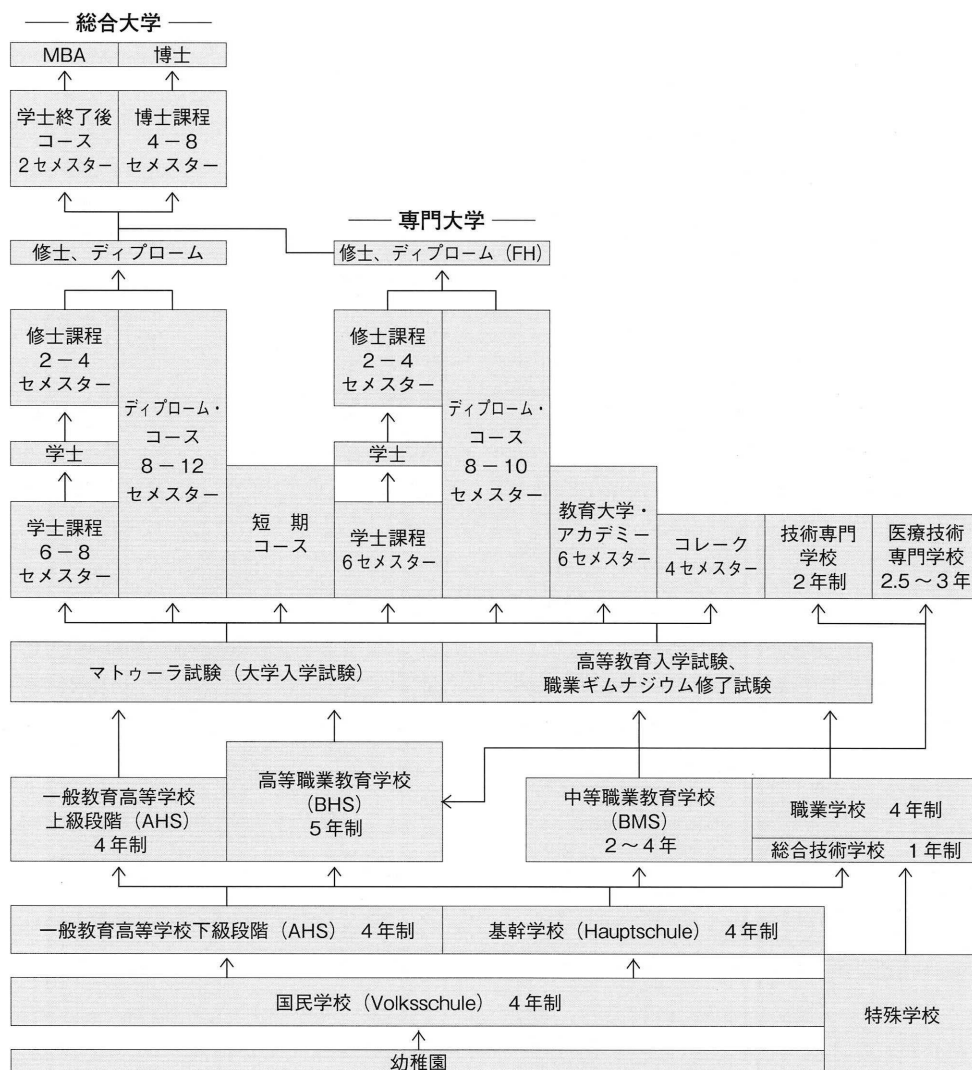 総合大学
MBA
博士
学士終了後
コース
2セメスター
博士課程
4－8
セメスター
専門大学
修士、ディプローム
修士、ディプローム（FH）
修士課程
2－4
セメスター
ディプローム・
コース
8－12
セメスター
学士
学士課程
6－8
セメスター
短　期
コース
修士課程
2－4
セメスター
学士
学士課程
6セメスター
ディプローム・
コース
8－10
セメスター
教育大学・
アカデミー
6セメスター
コレーク
4セメスター
技術専門
学校
2年制
医療技術
専門学校
2.5～3年
マトゥーラ試験（大学入学試験）
高等教育入学試験、
職業ギムナジウム修了試験
一般教育高等学校
上級段階（AHS）
4年制
高等職業教育学校
（BHS）
5年制
中等職業教育学校
（BMS）
2～4年
職業学校　4年制
総合技術学校　1年制
一般教育高等学校下級段階（AHS）　4年制
基幹学校（Hauptschule）　4年制
国民学校（Volksschule）　4年制
特殊学校
幼稚園